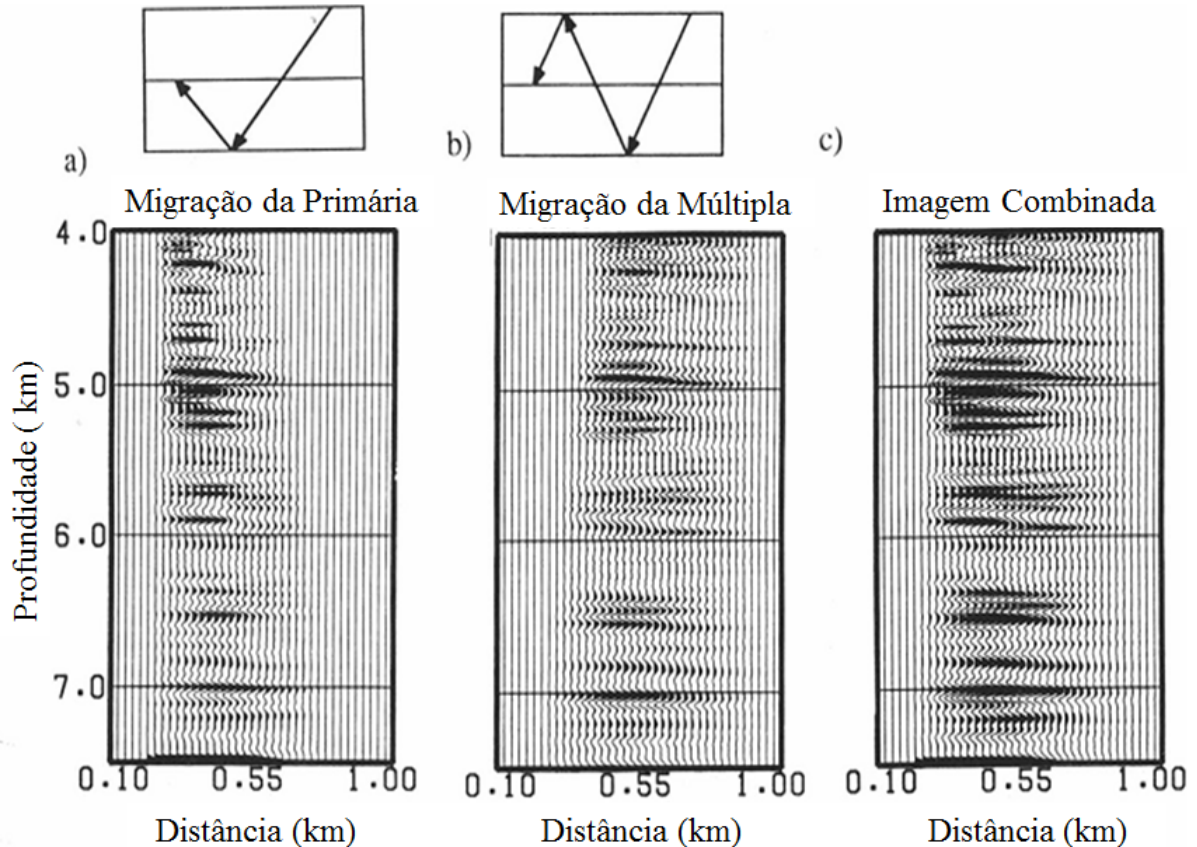 a)
b)
c)
Migração da Primária
Migração da Múltipla
Imagem Combinada
Profundidade ( km)
4.0
5.0
6.0
7.0
0.10 0.55 1.00
0.10 0.55 1.00
0.10 0.55 1.00
Distância (km)
Distância (km)
Distância (km)